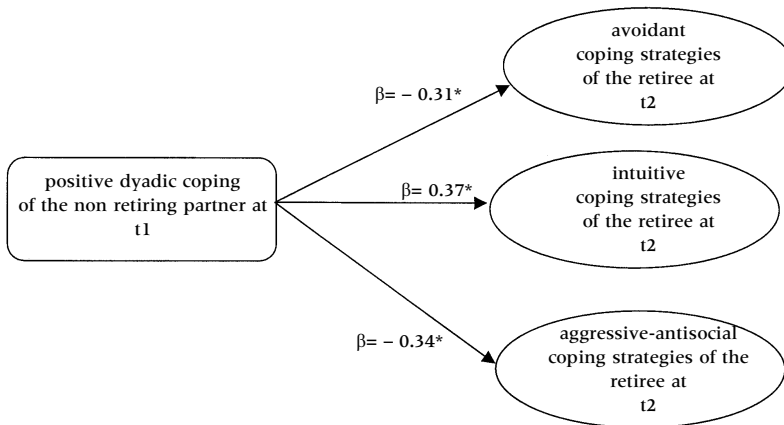 avoidant
coping strategies
of the retiree at
t2
β= – 0.31*
positive dyadic coping
of the non retiring partner at
t1
β= 0.37*
intuitive
coping strategies
of the retiree at
t2
β= – 0.34*
aggressive-antisocial
coping strategies of the
retiree at
t2